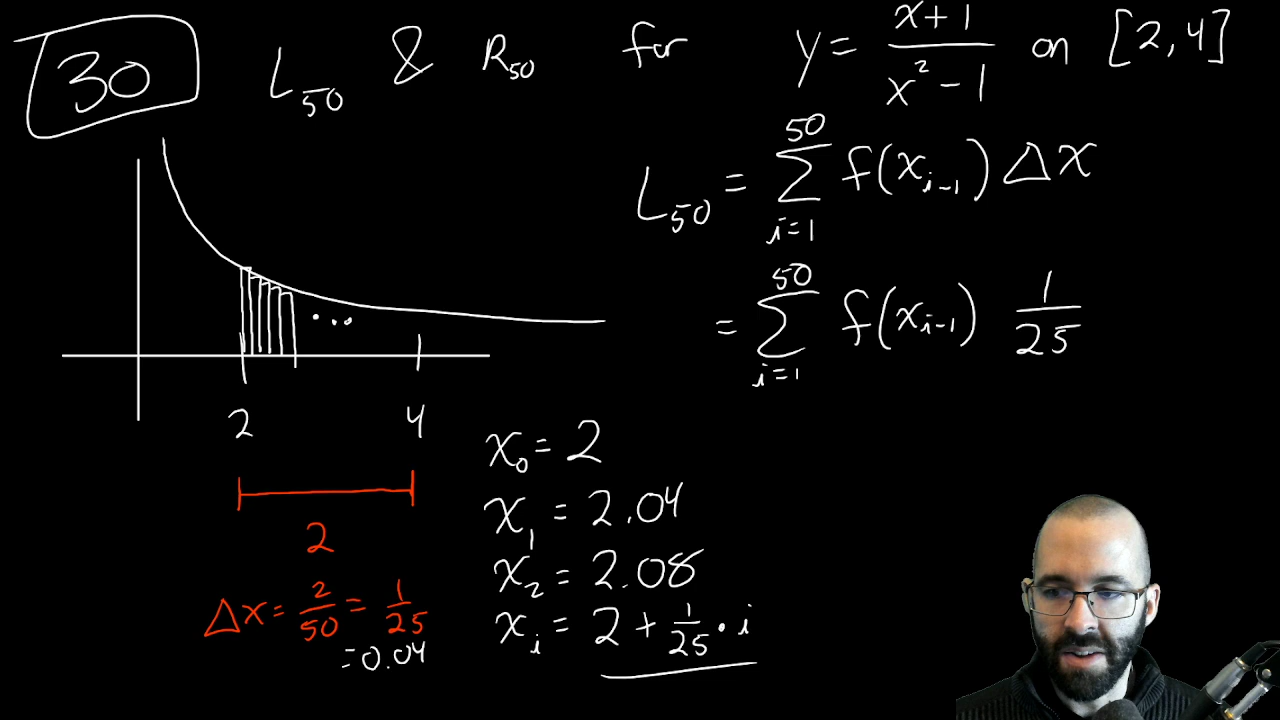 30 L₅₀ & R₅₀ for y = (x+1)/(x²−1) on [2,4]
L₅₀ = ∑_{i=1}^{50} f(x_{i-1}) Δx
= ∑_{i=1}^{50} f(x_{i-1}) 1/25
...
2 4
2
Δx = 2/50 = 1/25
=0.04
x₀ = 2
x₁ = 2.04
x₂ = 2.08
xᵢ = 2 + 1/25 · i